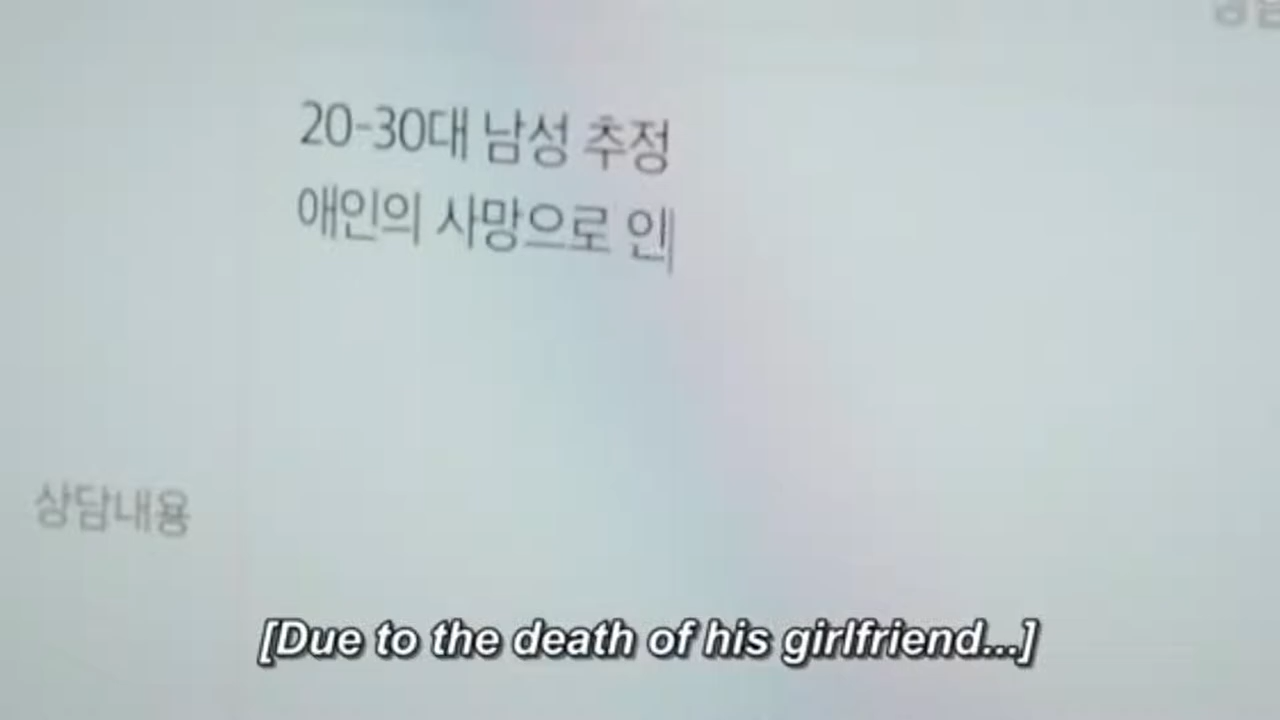 20-30대 남성 추정
애인의 사망으로 인
상담내용
[Due to the death of his girlfriend...]